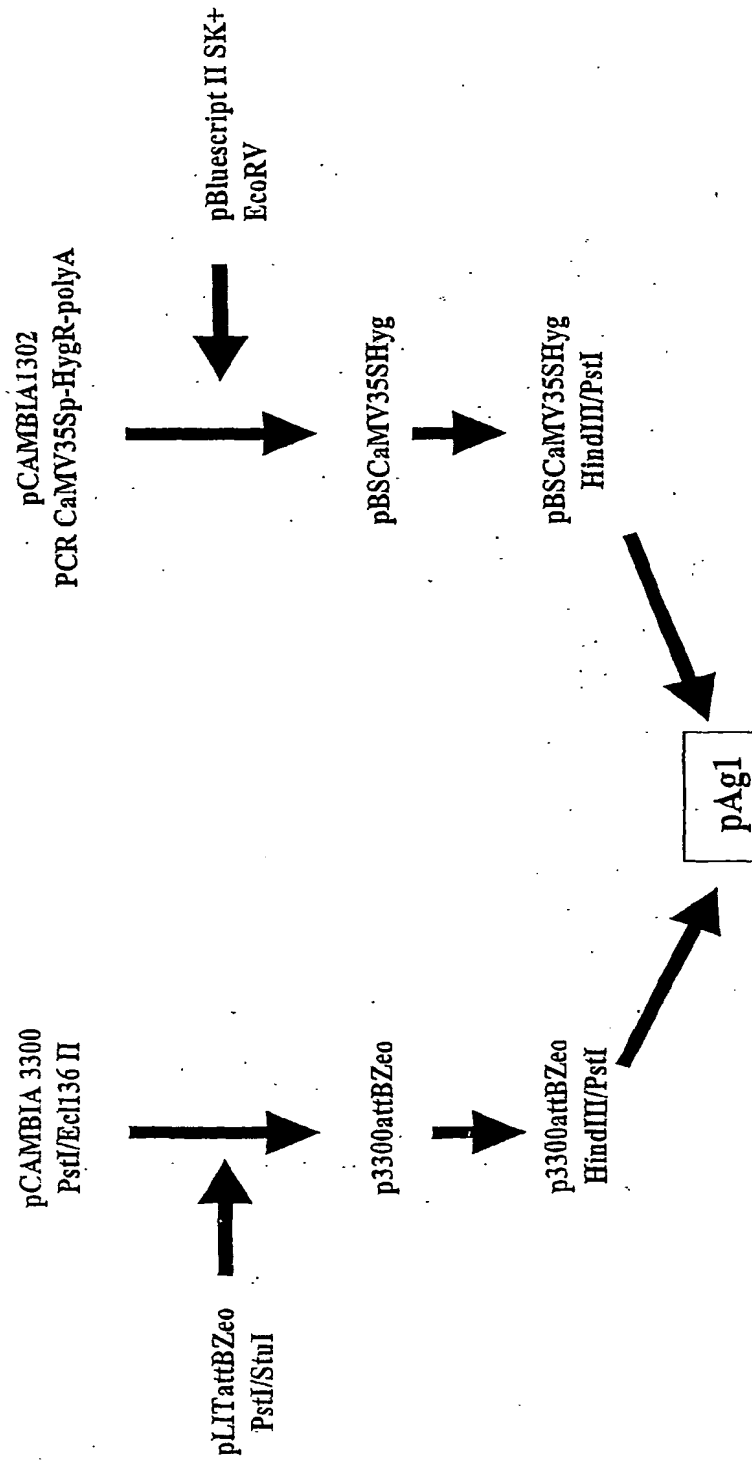 pCAMBIA 3300
PstI/Ecl136 II
pLITattBZeo
PstI/StuI
p3300attBZeo
p3300attBZeo
HindIII/PstI
pCAMBIA1302
PCR CaMV35Sp-HygR-polyA
pBluescript II SK+
EcoRV
pBSCaMV35SHyg
pBSCaMV35SHyg
HindIII/PstI
pAg1